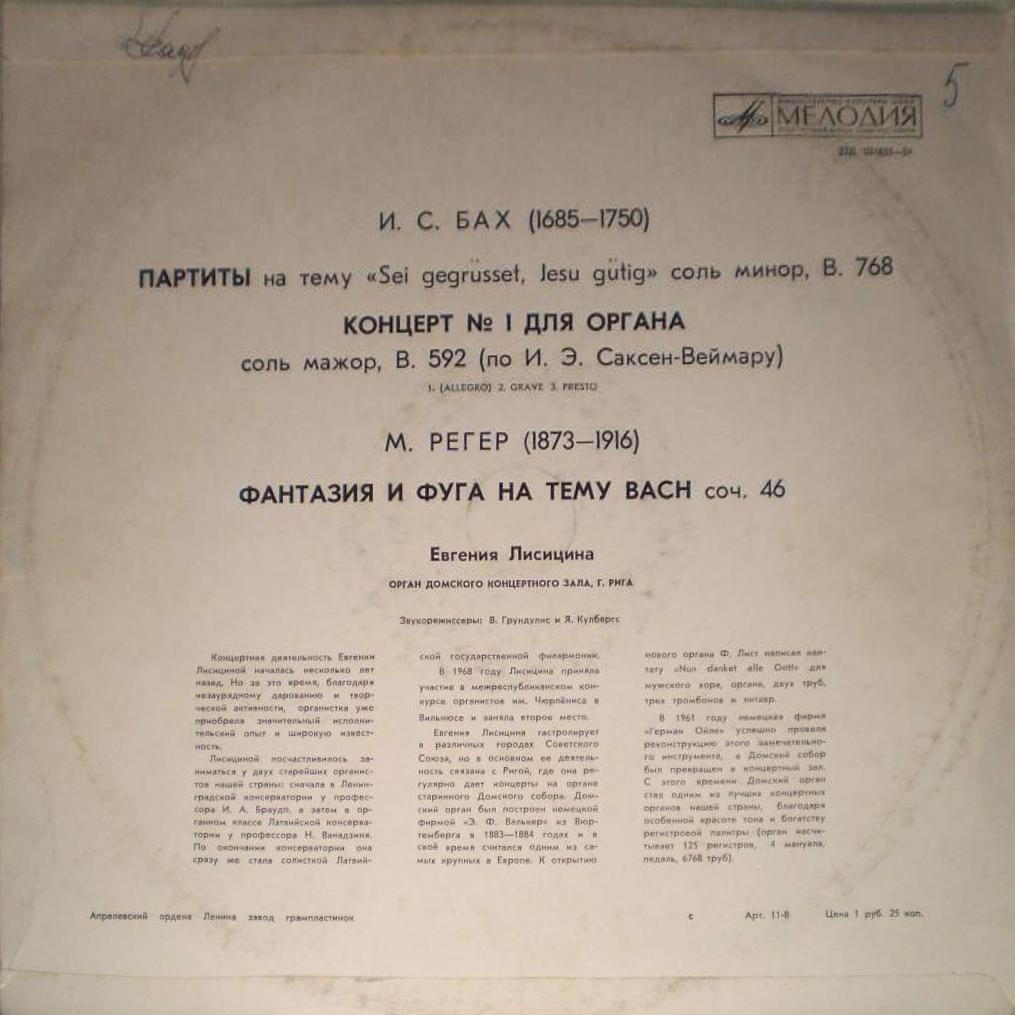 5
МЕЛОДИЯ
И. С. БАХ (1685—1750)
ПАРТИТЫ на тему «Sei gegrüsset, Jesu gütig» соль минор, В. 768
КОНЦЕРТ № I ДЛЯ ОРГАНА
соль мажор, В. 592 (по И. Э. Саксен-Веймару)
1. (ALLEGRO) 2. GRAVE 3. PRESTO
М. РЕГЕР (1873—1916)
ФАНТАЗИЯ И ФУГА НА ТЕМУ ВАСН соч. 46
Евгения Лисицина
ОРГАН ДОМСКОГО КОНЦЕРТНОГО ЗАЛА, Г. РИГА
Звукорежиссеры: В. Грундулис и Я. Кулбергс
Концертная деятельность Евгении
Лисициной началась несколько лет
назад. Но за это время, благодаря
незаурядному дарованию и твор-
ческой активности, органистка уже
приобрела значительный исполни-
тельский опыт и широкую извест-
ность.
Лисициной посчастливилось за-
ниматься у двух старейших органис-
тов нашей страны: сначала в Ленин-
градской консерватории у профес-
сора И. А. Браудо, а затем в ор-
ганном классе Латвийской консерва-
тории у профессора Н. Ванадзиня.
По окончании консерватории она
сразу же стала солисткой Латвий-
ской государственной филармонии.
В 1968 году Лисицина приняла
участие в межреспубликанском кон-
курсе органистов им. Чюрлёниса в
Вильнюсе и заняла второе место.
Евгения Лисицина гастролирует
в различных городах Советского
Союза, но в основном ее деятель-
ность связана с Ригой, где она ре-
гулярно дает концерты на органе
старинного Домского собора. Дом-
ский орган был построен немецкой
фирмой «Э. Ф. Валькер» из Вюр-
темберга в 1883—1884 годах и в
своё время считался одним из са-
мых крупных в Европе. К открытию
нового органа Ф. Лист написал кан-
тату «Nun danket alle Gott» для
мужского хора, органа, двух труб,
трех тромбонов и литавр.
В 1961 году немецкая фирма
«Герман Ойле» успешно провела
реконструкцию этого замечательно-
го инструмента, а Домский собор
был превращен в концертный зал.
С этого времени Домский орган
стал одним из лучших концертных
органов нашей страны, благодаря
особенной красоте тона и богатству
регистровой палитры (орган насчи-
тывает 125 регистров, 4 мануала,
педаль, 6768 труб).
Апрелевский ордена Ленина завод грампластинок
с Арт. 11-8 Цена 1 руб. 25 коп.